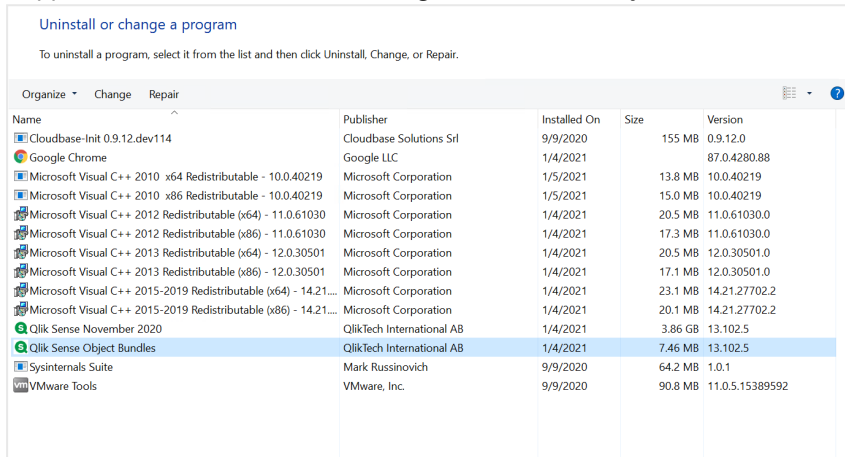 Uninstall or change a program
To uninstall a program, select it from the list and then click Uninstall, Change, or Repair.
Organize Change Repair ?
Name Publisher Installed On Size Version
Cloudbase-Init 0.9.12.dev114 Cloudbase Solutions Srl 9/9/2020 155 MB 0.9.12.0
Google Chrome Google LLC 1/4/2021 87.0.4280.88
Microsoft Visual C++ 2010 x64 Redistributable - 10.0.40219 Microsoft Corporation 1/5/2021 13.8 MB 10.0.40219
Microsoft Visual C++ 2010 x86 Redistributable - 10.0.40219 Microsoft Corporation 1/5/2021 15.0 MB 10.0.40219
Microsoft Visual C++ 2012 Redistributable (x64) - 11.0.61030 Microsoft Corporation 1/4/2021 20.5 MB 11.0.61030.0
Microsoft Visual C++ 2012 Redistributable (x86) - 11.0.61030 Microsoft Corporation 1/4/2021 17.3 MB 11.0.61030.0
Microsoft Visual C++ 2013 Redistributable (x64) - 12.0.30501 Microsoft Corporation 1/4/2021 20.5 MB 12.0.30501.0
Microsoft Visual C++ 2013 Redistributable (x86) - 12.0.30501 Microsoft Corporation 1/4/2021 17.1 MB 12.0.30501.0
Microsoft Visual C++ 2015-2019 Redistributable (x64) - 14.21.... Microsoft Corporation 1/4/2021 23.1 MB 14.21.27702.2
Microsoft Visual C++ 2015-2019 Redistributable (x86) - 14.21.... Microsoft Corporation 1/4/2021 20.1 MB 14.21.27702.2
Qlik Sense November 2020 QlikTech International AB 1/4/2021 3.86 GB 13.102.5
Qlik Sense Object Bundles QlikTech International AB 1/4/2021 7.46 MB 13.102.5
Sysinternals Suite Mark Russinovich 9/9/2020 64.2 MB 1.0.1
vm VMware Tools VMware, Inc. 9/9/2020 90.8 MB 11.0.5.15389592